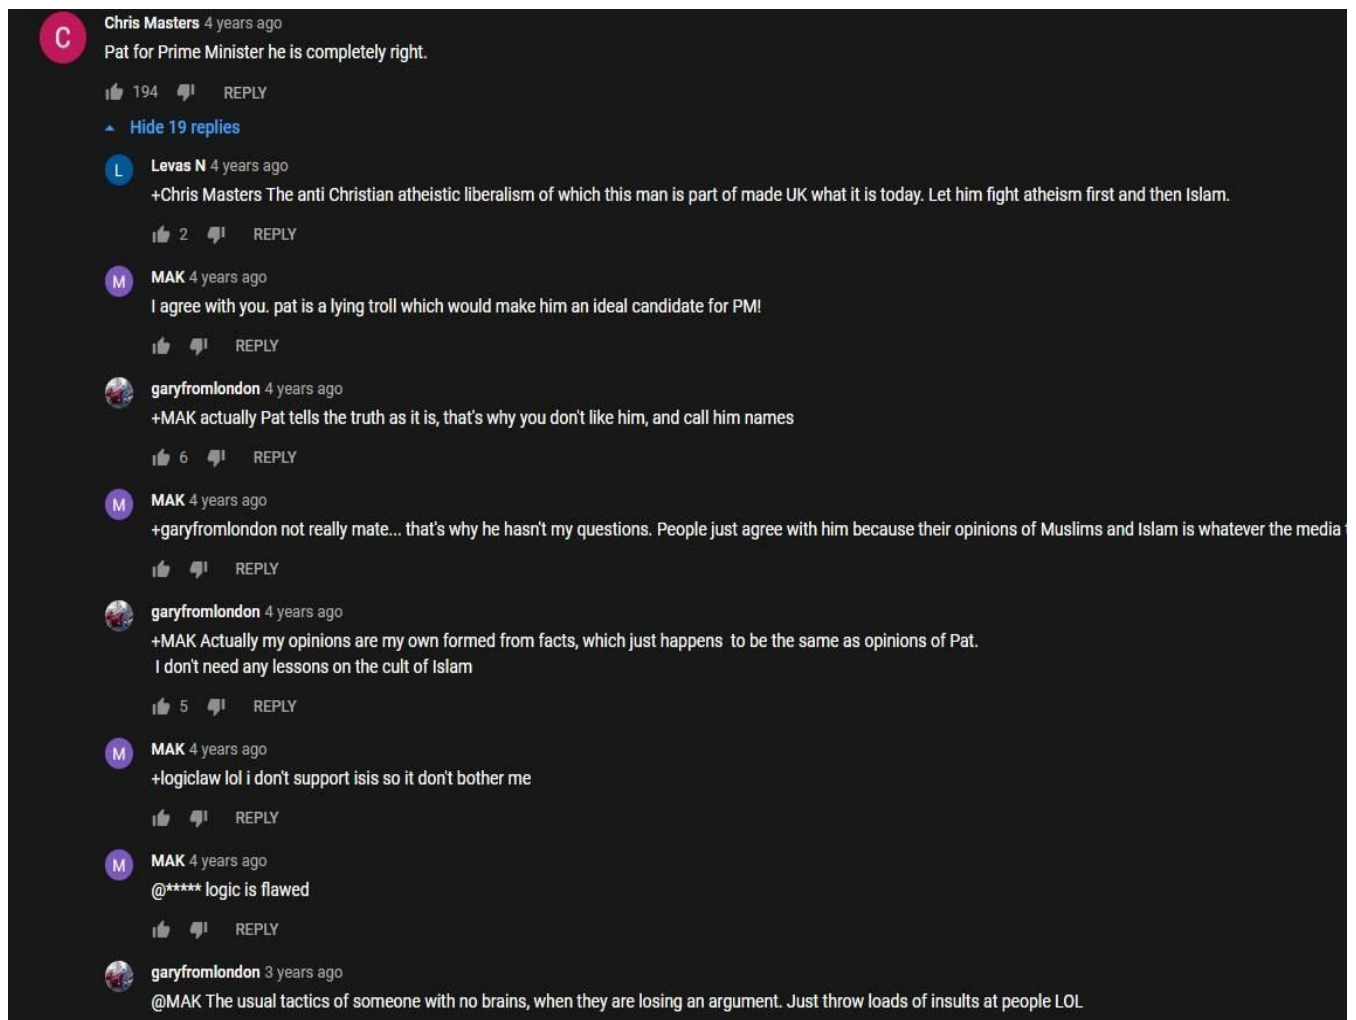 C
Chris Masters 4 years ago
Pat for Prime Minister he is completely right.
194 REPLY
Hide 19 replies
L
Levas N 4 years ago
+Chris Masters The anti Christian atheistic liberalism of which this man is part of made UK what it is today. Let him fight atheism first and then Islam.
2 REPLY
M
MAK 4 years ago
I agree with you. pat is a lying troll which would make him an ideal candidate for PM!
REPLY
garyfromlondon 4 years ago
+MAK actually Pat tells the truth as it is, that's why you don't like him, and call him names
6 REPLY
M
MAK 4 years ago
+garyfromlondon not really mate... that's why he hasn't my questions. People just agree with him because their opinions of Muslims and Islam is whatever the media
REPLY
garyfromlondon 4 years ago
+MAK Actually my opinions are my own formed from facts, which just happens to be the same as opinions of Pat.
I don't need any lessons on the cult of Islam
5 REPLY
M
MAK 4 years ago
+logiclaw lol i don't support isis so it don't bother me
REPLY
M
MAK 4 years ago
@***** logic is flawed
REPLY
garyfromlondon 3 years ago
@MAK The usual tactics of someone with no brains, when they are losing an argument. Just throw loads of insults at people LOL